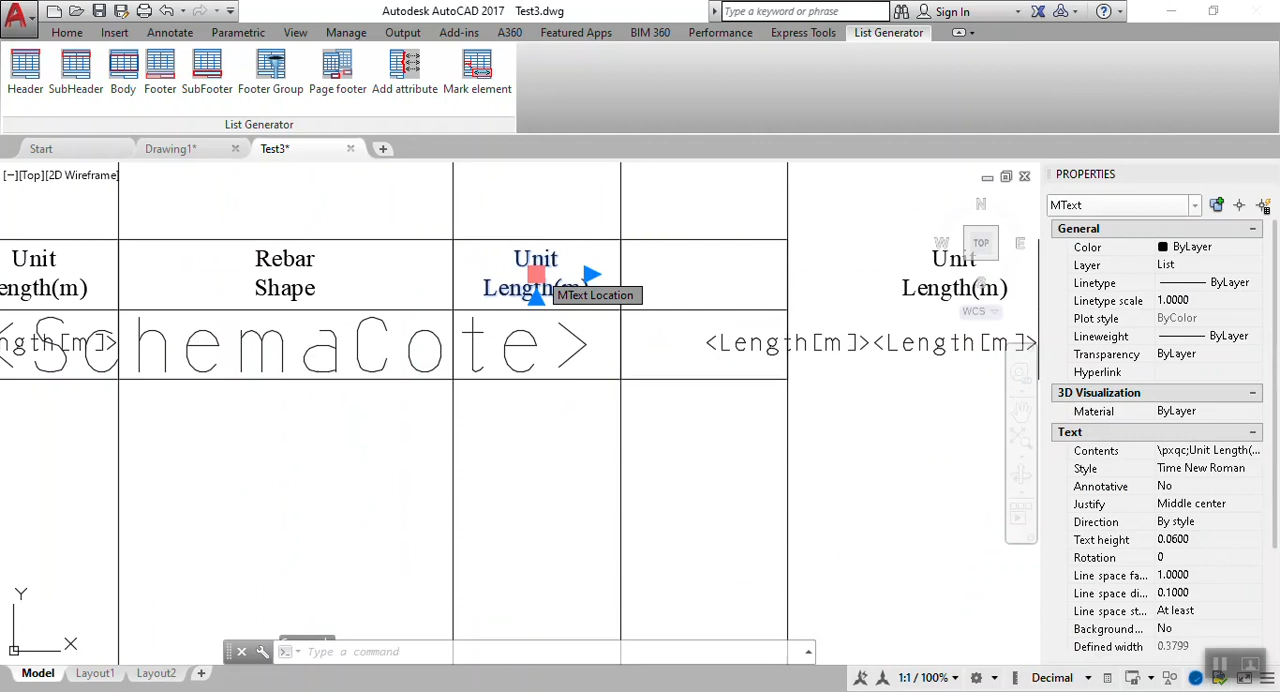 Autodesk AutoCAD 2017 Test3.dwg
Type a keyword or phrase
Sign In
Home Insert Annotate Parametric View Manage Output Add-ins A360 Featured Apps BIM 360 Performance Express Tools List Generator
Header SubHeader Body Footer SubFooter Footer Group Page footer Add attribute Mark element
List Generator
Start Drawing1* Test3*
[−][Top][2D Wireframe]
Unit
ength(m)
Rebar
Shape
Unit
Length(m)
MText Location
Unit
Length(m)
ngth[m]>
<SchemaCote>
<Length[m]><Length[m]>
N
W TOP E
WCS
Y
X
Type a command
Model Layout1 Layout2
1:1 / 100% Decimal
PROPERTIES
MText
General
Color ByLayer
Layer List
Linetype ByLayer
Linetype scale 1.0000
Plot style ByColor
Lineweight ByLayer
Transparency ByLayer
Hyperlink
3D Visualization
Material ByLayer
Text
Contents \pxqc;Unit Length(...
Style Time New Roman
Annotative No
Justify Middle center
Direction By style
Text height 0.0600
Rotation 0
Line space fa... 1.0000
Line space di... 0.1000
Line space st... At least
Background... No
Defined width 0.3799